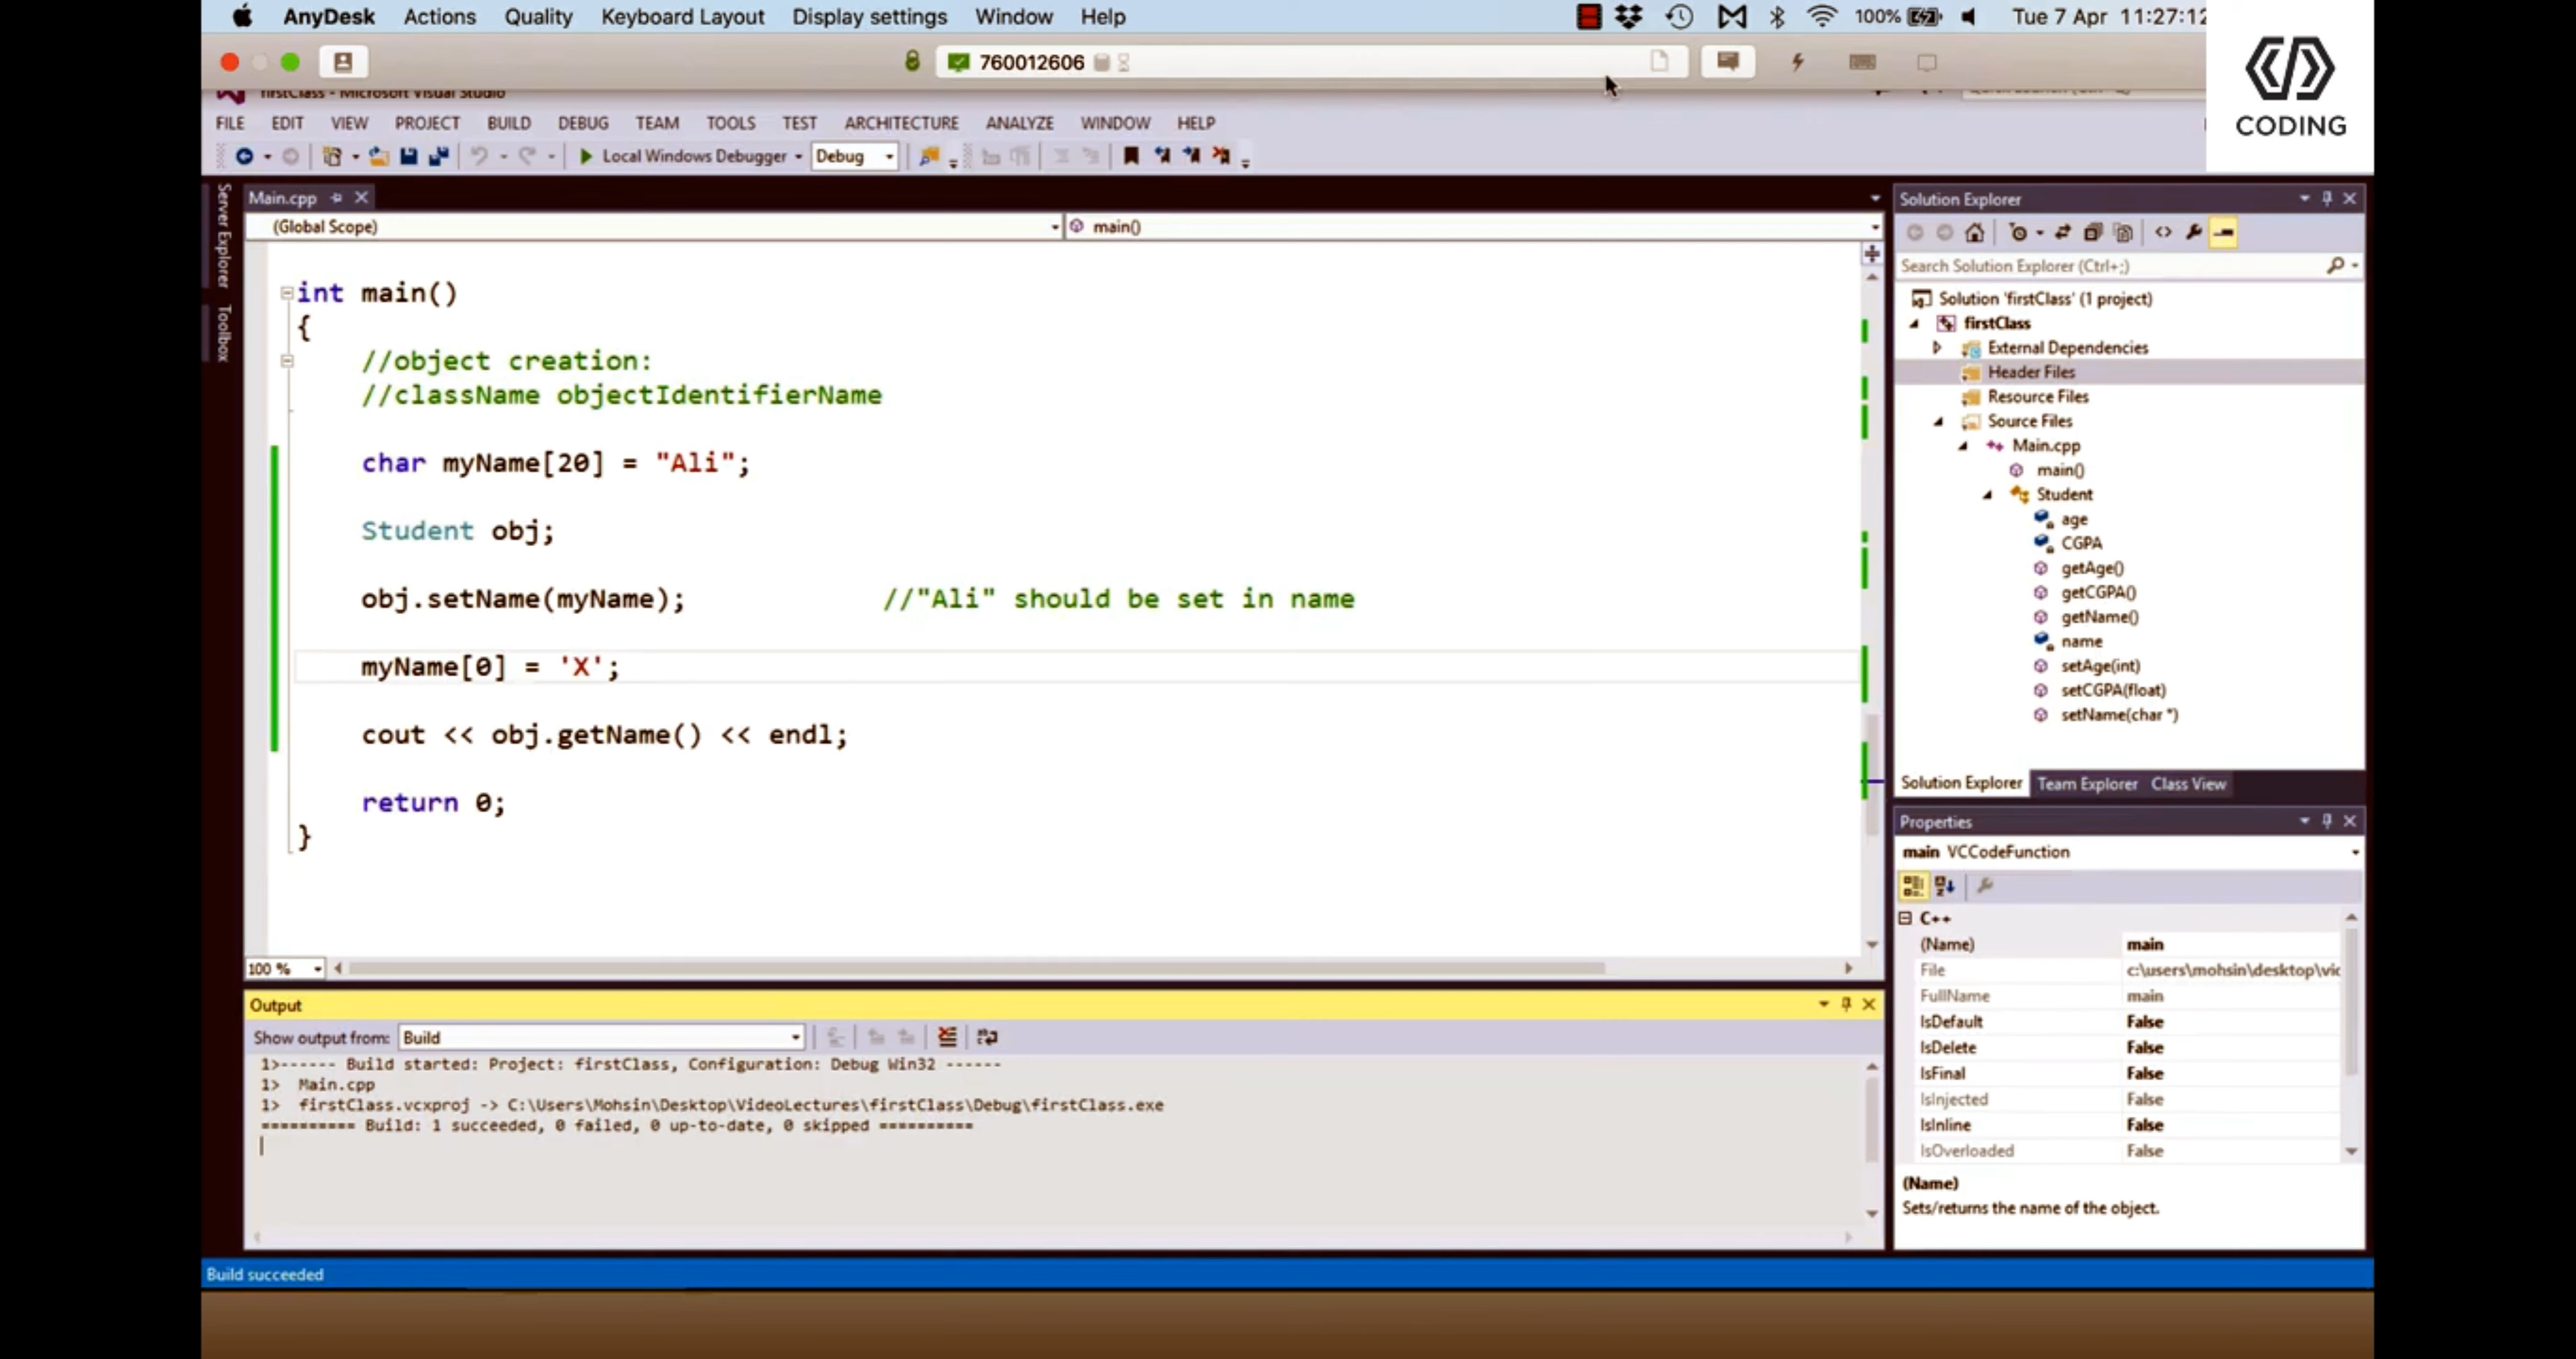 AnyDesk Actions Quality Keyboard Layout Display settings Window Help 100% Tue 7 Apr 11:27:12
760012606
CODING
firstClass - Microsoft Visual Studio
FILE EDIT VIEW PROJECT BUILD DEBUG TEAM TOOLS TEST ARCHITECTURE ANALYZE WINDOW HELP
Local Windows Debugger Debug
Server Explorer
Toolbox
Main.cpp
(Global Scope) main()
int main()
{
//object creation:
//className objectIdentifierName
char myName[20] = "Ali";
Student obj;
obj.setName(myName); //"Ali" should be set in name
myName[0] = 'X';
cout << obj.getName() << endl;
return 0;
}
100 %
Output
Show output from: Build
1>------ Build started: Project: firstClass, Configuration: Debug Win32 ------
1> Main.cpp
1> firstClass.vcxproj -> C:\Users\Mohsin\Desktop\VideoLectures\firstClass\Debug\firstClass.exe
========== Build: 1 succeeded, 0 failed, 0 up-to-date, 0 skipped ==========
Build succeeded
Solution Explorer
Search Solution Explorer (Ctrl+;)
Solution 'firstClass' (1 project)
firstClass
External Dependencies
Header Files
Resource Files
Source Files
Main.cpp
main()
Student
age
CGPA
getAge()
getCGPA()
getName()
name
setAge(int)
setCGPA(float)
setName(char *)
Solution Explorer Team Explorer Class View
Properties
main VCCodeFunction
C++
(Name) main
File c:\users\mohsin\desktop\vic
FullName main
IsDefault False
IsDelete False
IsFinal False
IsInjected False
IsInline False
IsOverloaded False
(Name)
Sets/returns the name of the object.